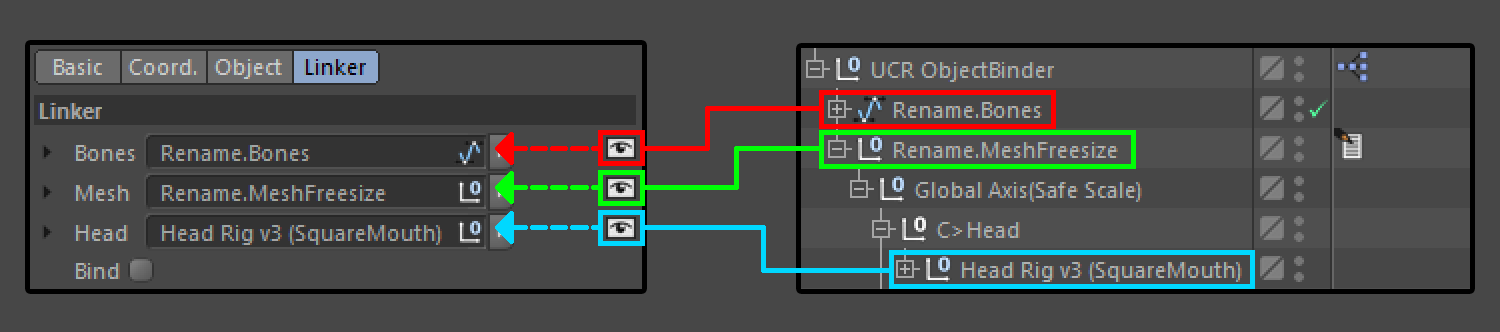 Basic Coord. Object Linker
Linker
Bones Rename.Bones
Mesh Rename.MeshFreesize
Head Head Rig v3 (SquareMouth)
Bind
UCR ObjectBinder
Rename.Bones
Rename.MeshFreesize
Global Axis(Safe Scale)
C>Head
Head Rig v3 (SquareMouth)